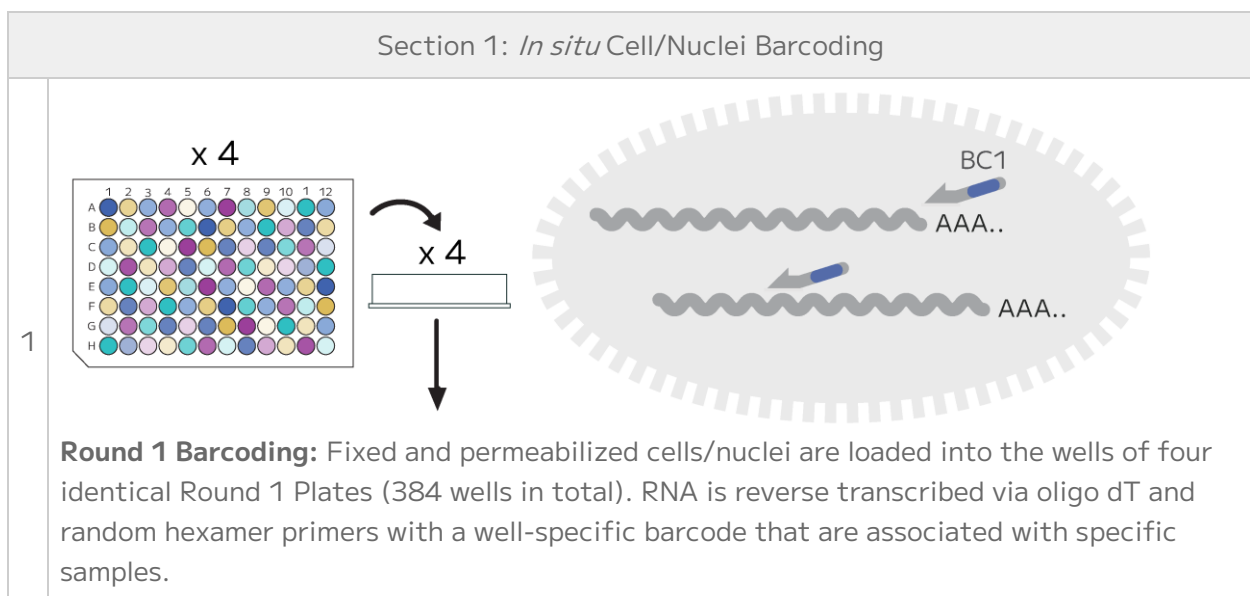 Section 1: In situ Cell/Nuclei Barcoding
1
x 4
1 2 3 4 5 6 7 8 9 10 1 12
A
B
C
D
E
F
G
H
x 4
BC1
AAA..
AAA..
Round 1 Barcoding: Fixed and permeabilized cells/nuclei are loaded into the wells of four
identical Round 1 Plates (384 wells in total). RNA is reverse transcribed via oligo dT and
random hexamer primers with a well-specific barcode that are associated with specific
samples.